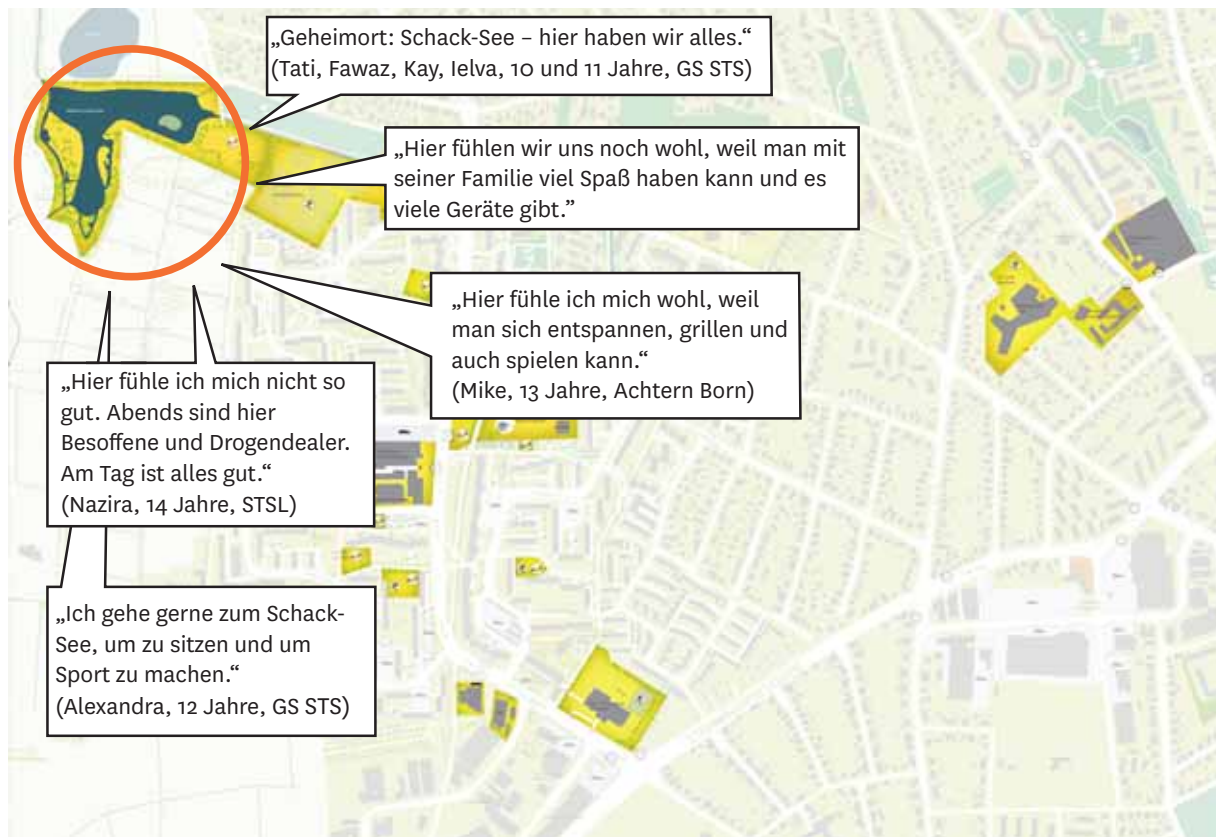 „Geheimort: Schack-See – hier haben wir alles.“
(Tati, Fawaz, Kay, Ielva, 10 und 11 Jahre, GS STS)
„Hier fühlen wir uns noch wohl, weil man mit
seiner Familie viel Spaß haben kann und es
viele Geräte gibt.”
„Hier fühle ich mich wohl, weil
man sich entspannen, grillen und
auch spielen kann.“
(Mike, 13 Jahre, Achtern Born)
„Hier fühle ich mich nicht so
gut. Abends sind hier
Besoffene und Drogendealer.
Am Tag ist alles gut.“
(Nazira, 14 Jahre, STSL)
„Ich gehe gerne zum Schack-
See, um zu sitzen und um
Sport zu machen.“
(Alexandra, 12 Jahre, GS STS)